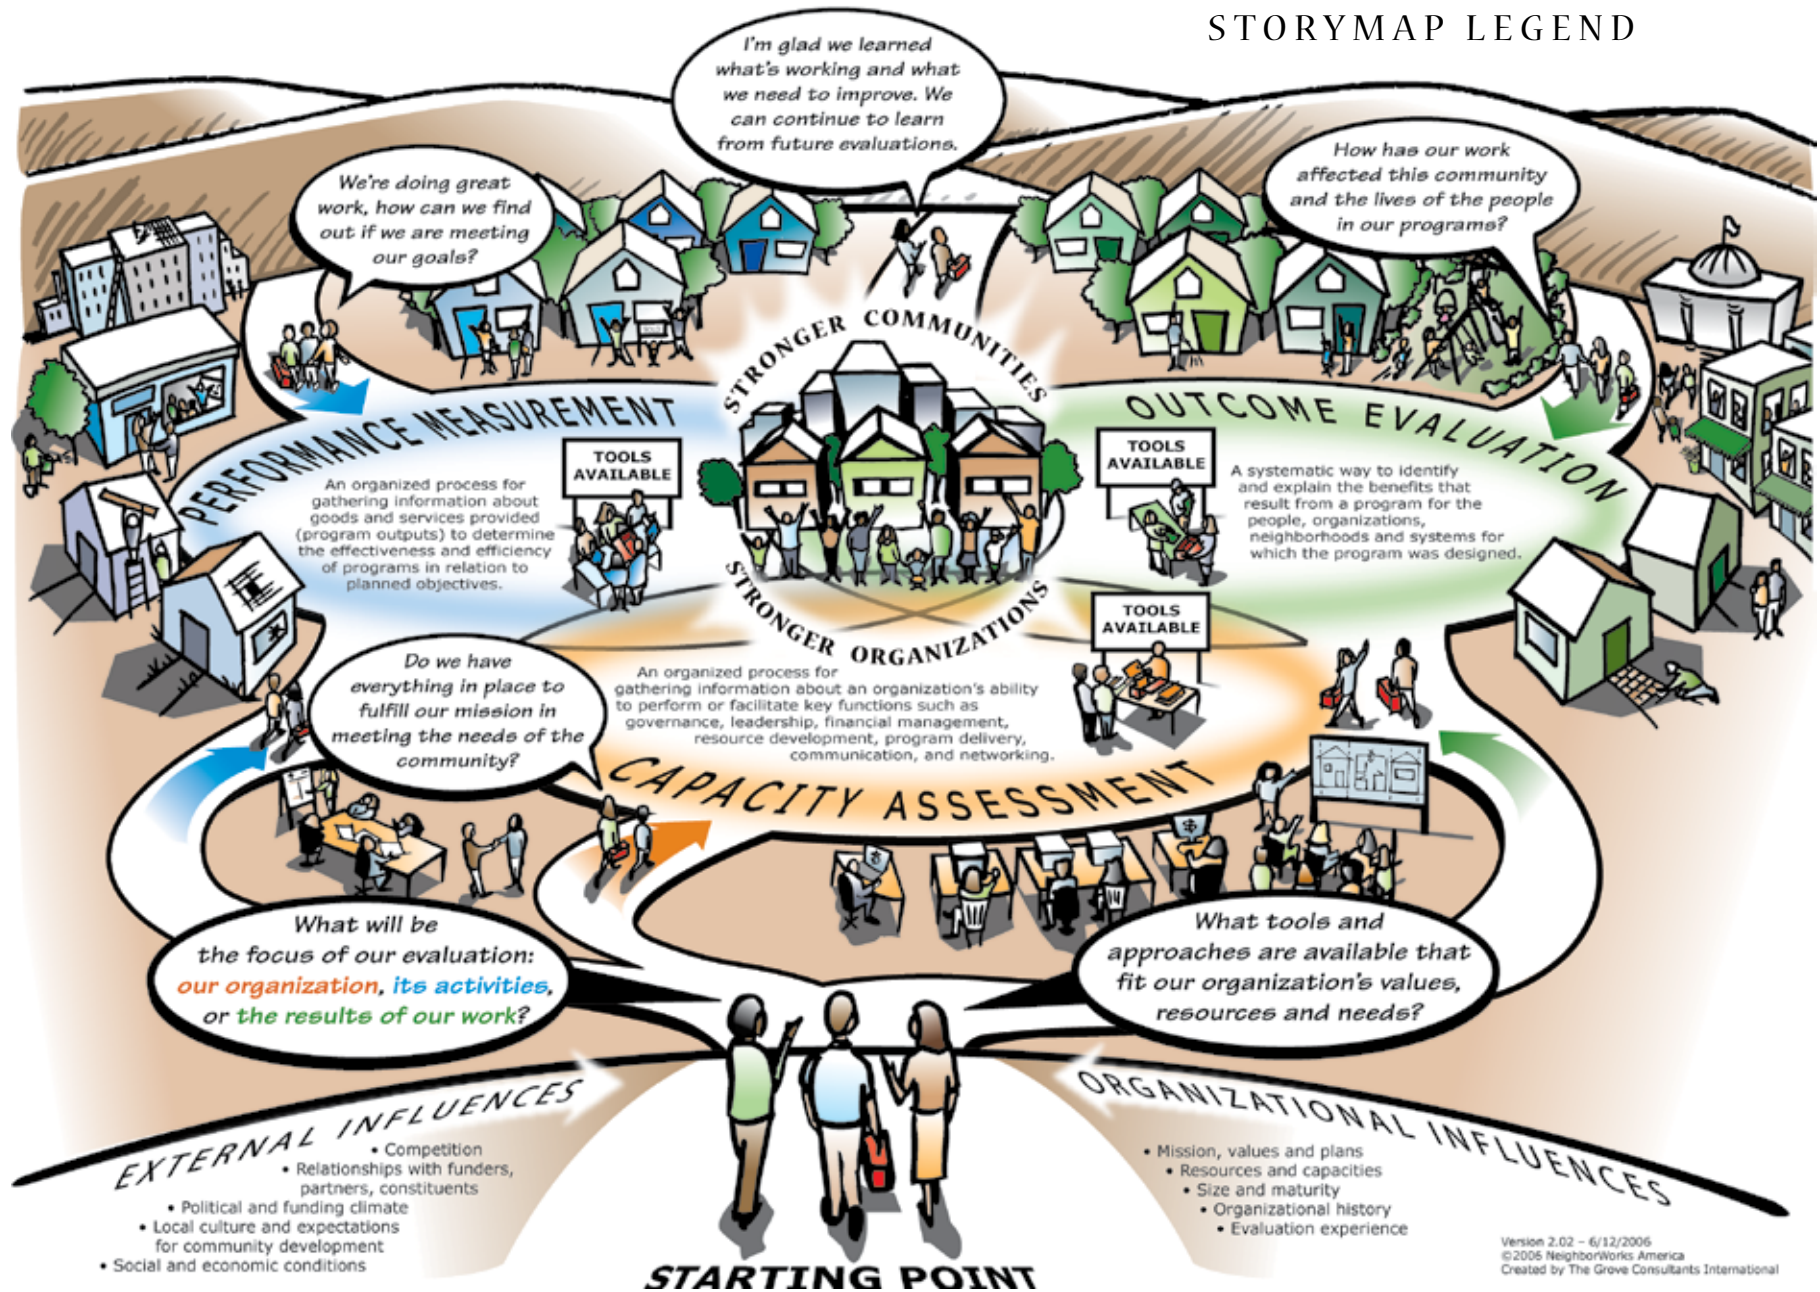 STORYMAP LEGEND
I'm glad we learned
what's working and what
we need to improve. We
can continue to learn
from future evaluations.
We're doing great
work, how can we find
out if we are meeting
our goals?
How has our work
affected this community
and the lives of the people
in our programs?
STRONGER COMMUNITIES
PERFORMANCE MEASUREMENT
An organized process for
gathering information about
goods and services provided
(program outputs) to determine
the effectiveness and efficiency
of programs in relation to
planned objectives.
TOOLS
AVAILABLE
OUTCOME EVALUATION
TOOLS
AVAILABLE
A systematic way to identify
and explain the benefits that
result from a program for the
people, organizations,
neighborhoods and systems for
which the program was designed.
STRONGER ORGANIZATIONS
TOOLS
AVAILABLE
Do we have
everything in place to
fulfill our mission in
meeting the needs of the
community?
An organized process for
gathering information about an organization's ability
to perform or facilitate key functions such as
governance, leadership, financial management,
resource development, program delivery,
communication, and networking.
CAPACITY ASSESSMENT
$
$
What will be
the focus of our evaluation:
our organization, its activities,
or the results of our work?
What tools and
approaches are available that
fit our organization's values,
resources and needs?
EXTERNAL INFLUENCES
• Competition
• Relationships with funders,
partners, constituents
• Political and funding climate
• Local culture and expectations
for community development
• Social and economic conditions
ORGANIZATIONAL INFLUENCES
• Mission, values and plans
• Resources and capacities
• Size and maturity
• Organizational history
• Evaluation experience
STARTING POINT
Version 2.02 – 6/12/2006
©2006 NeighborWorks America
Created by The Grove Consultants International